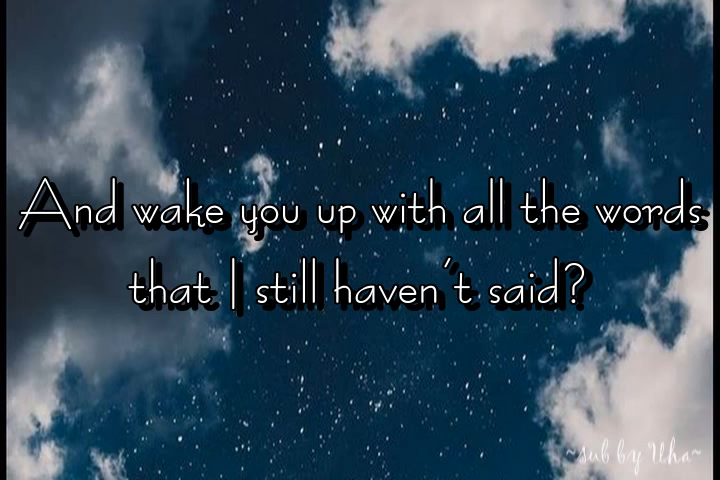 And wake you up with all the words
that I still haven't said?
~sub by Uha~